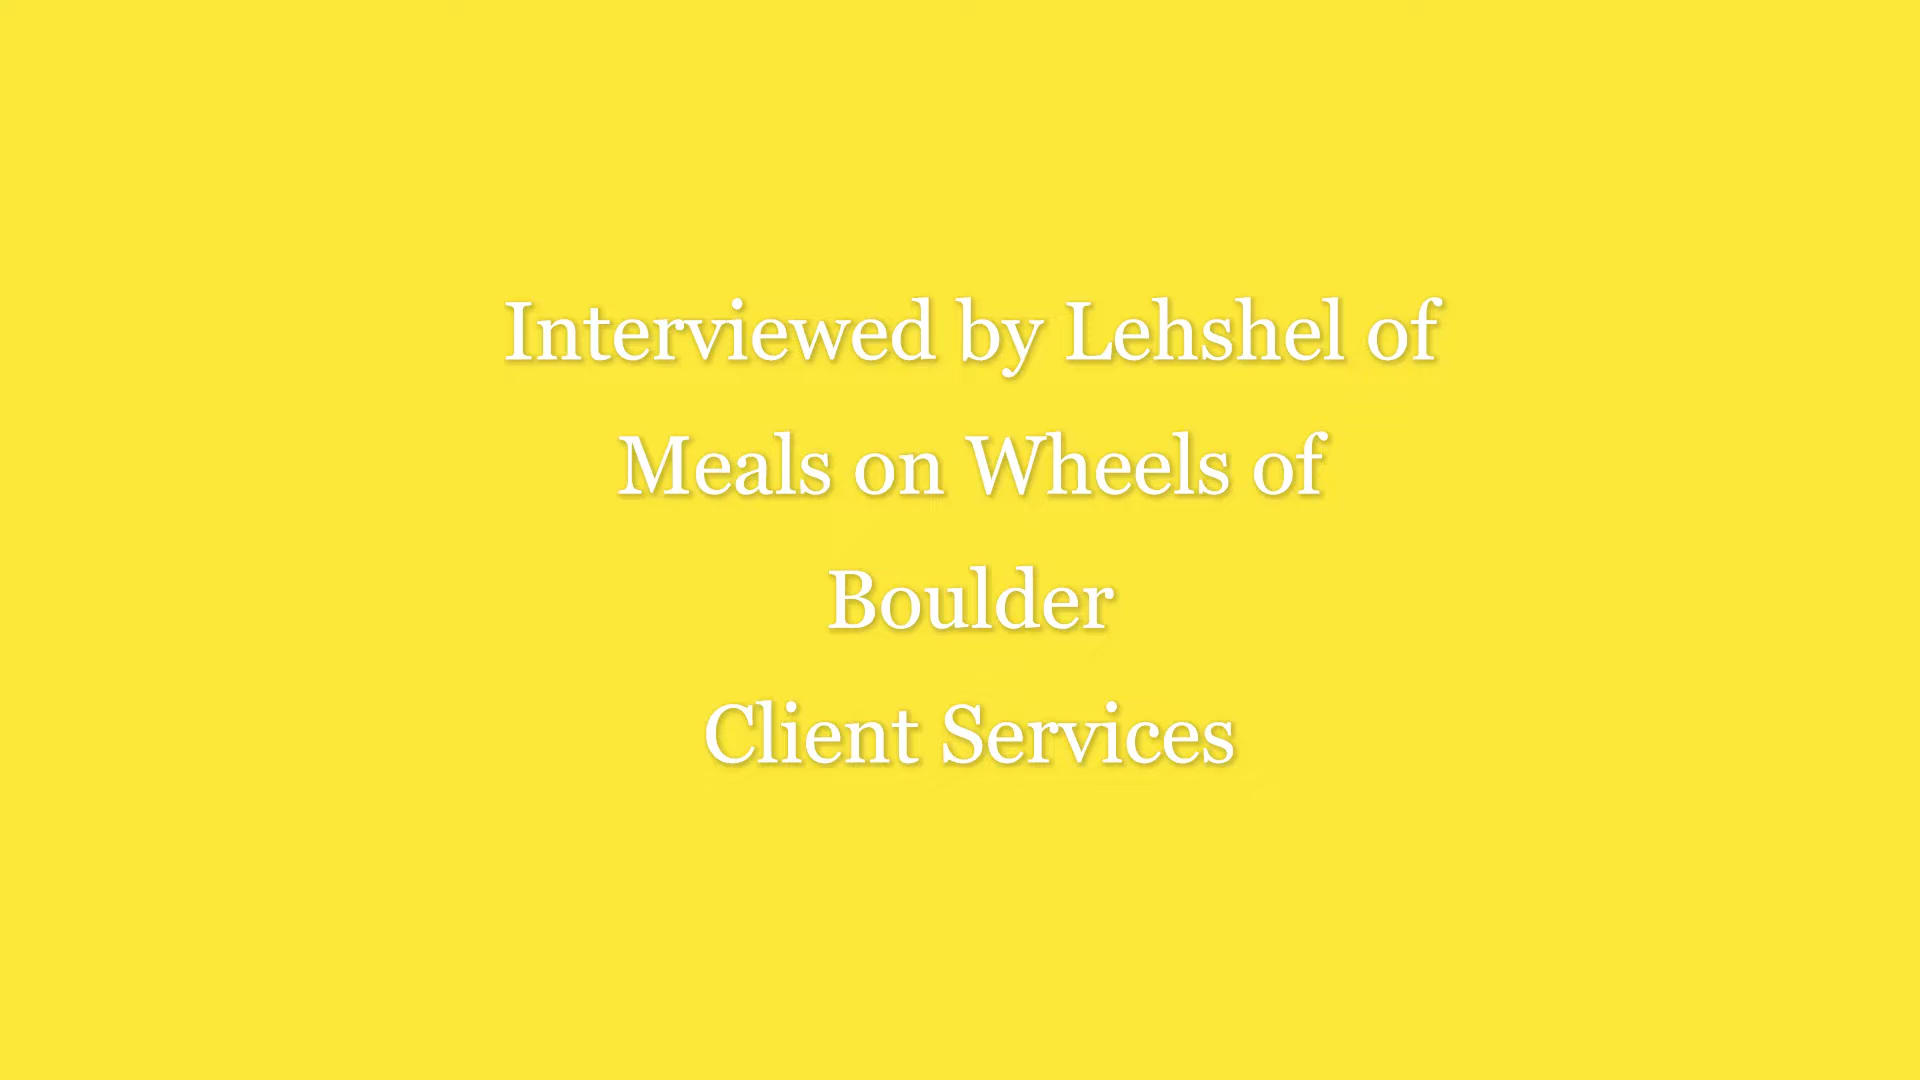 Interviewed by Lehshel of
Meals on Wheels of
Boulder
Client Services